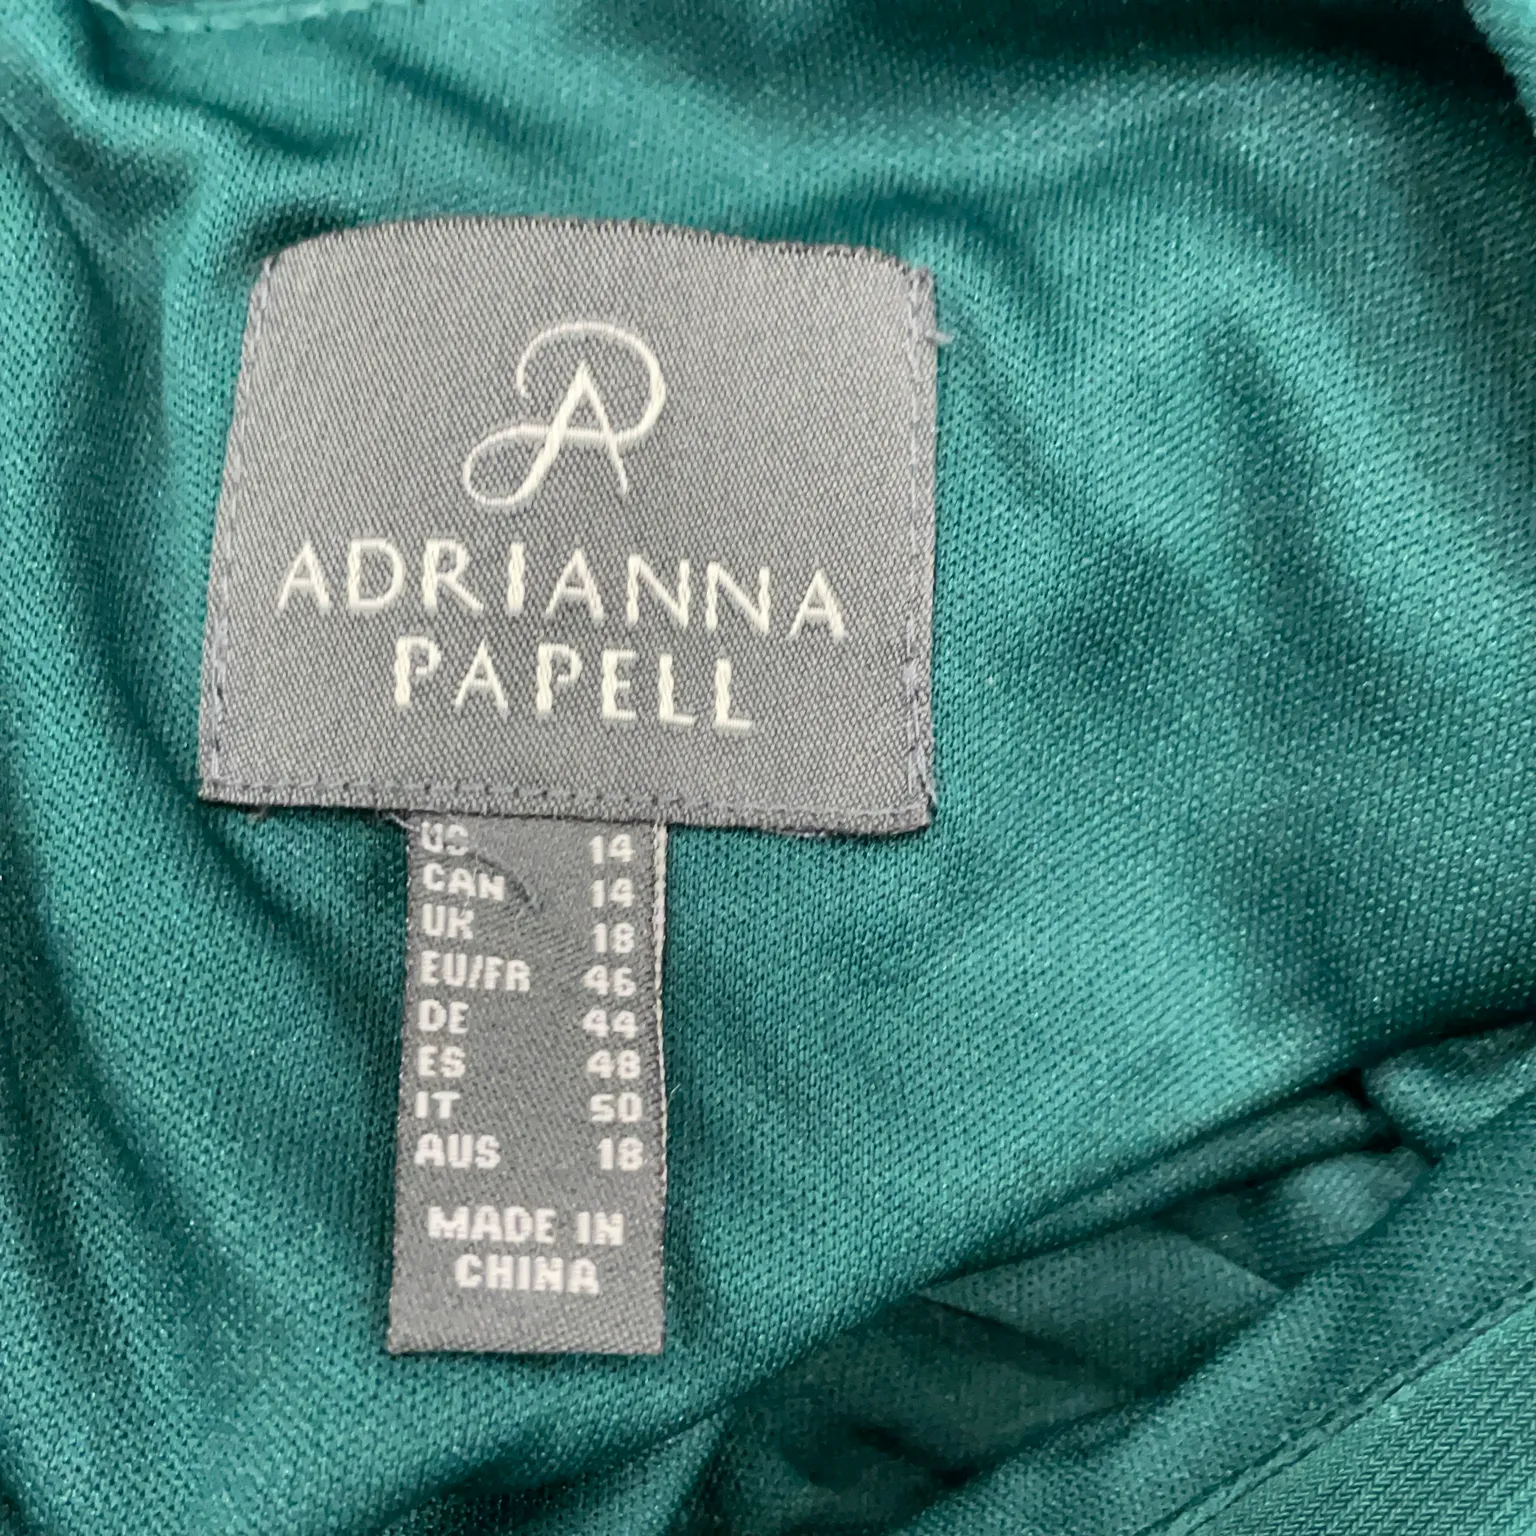 ADRIANNA
PAPELL
US 14
CAN 14
UK 18
EU/FR 46
DE 44
ES 48
IT 50
AUS 18
MADE IN
CHINA